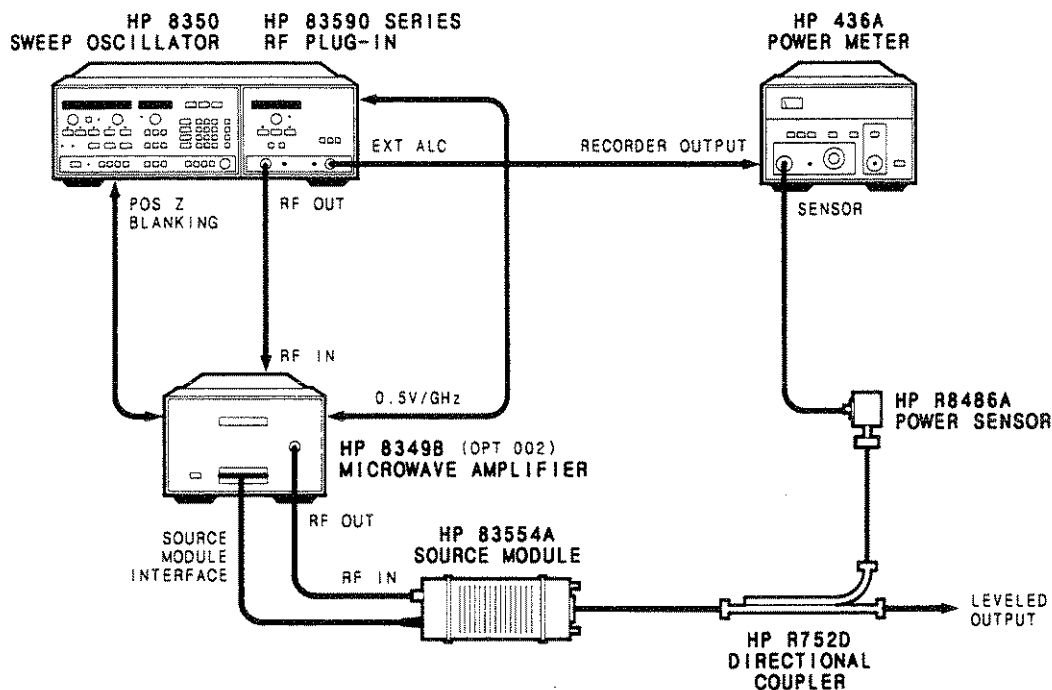 HP 8350
SWEEP OSCILLATOR
HP 83590 SERIES
RF PLUG-IN
HP 436A
POWER METER
EXT ALC
RECORDER OUTPUT
POS Z
BLANKING
RF OUT
SENSOR
RF IN
0.5V/GHz
HP R8486A
POWER SENSOR
HP 8349B (OPT 002)
MICROWAVE AMPLIFIER
RF OUT
SOURCE
MODULE
INTERFACE
HP 83554A
SOURCE MODULE
RF IN
LEVELED
OUTPUT
HP R752D
DIRECTIONAL
COUPLER